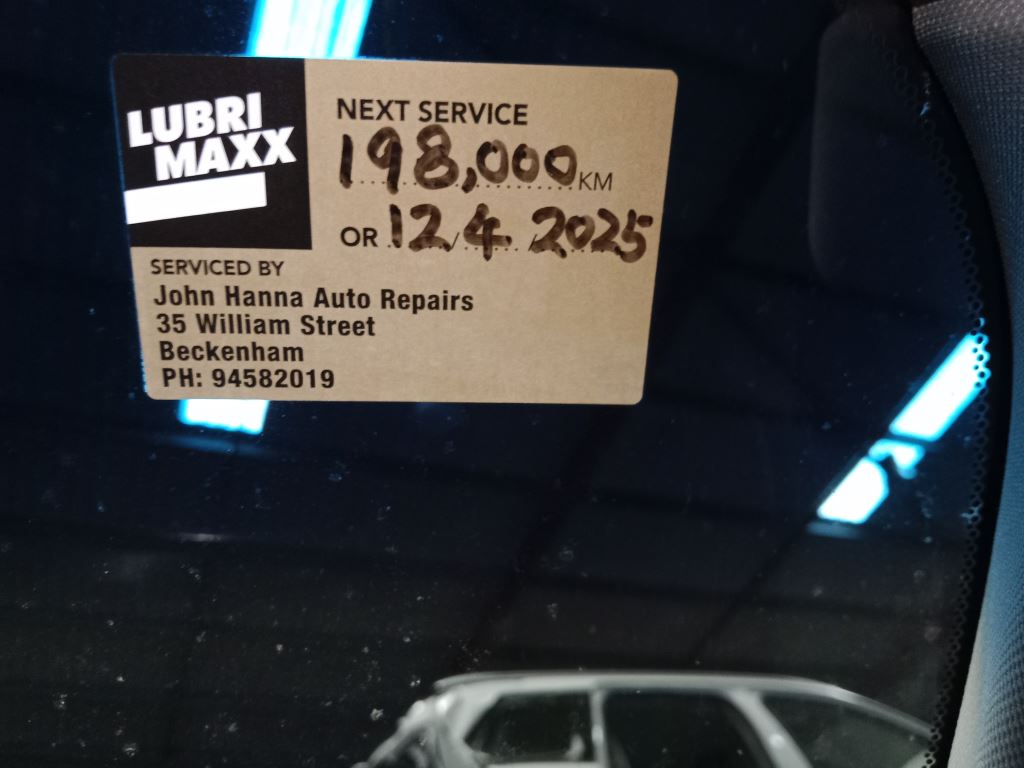 LUBRI
MAXX
NEXT SERVICE
198,000 KM
OR 12/4 2025
SERVICED BY
John Hanna Auto Repairs
35 William Street
Beckenham
PH: 94582019